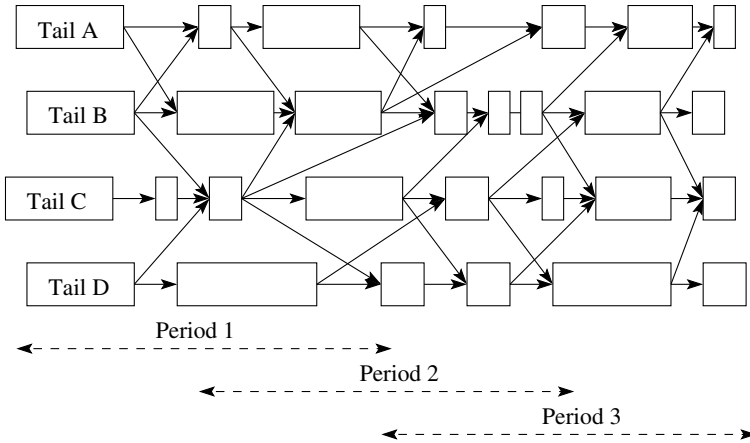 Tail A
Tail B
Tail C
Tail D
Period 1
Period 2
Period 3